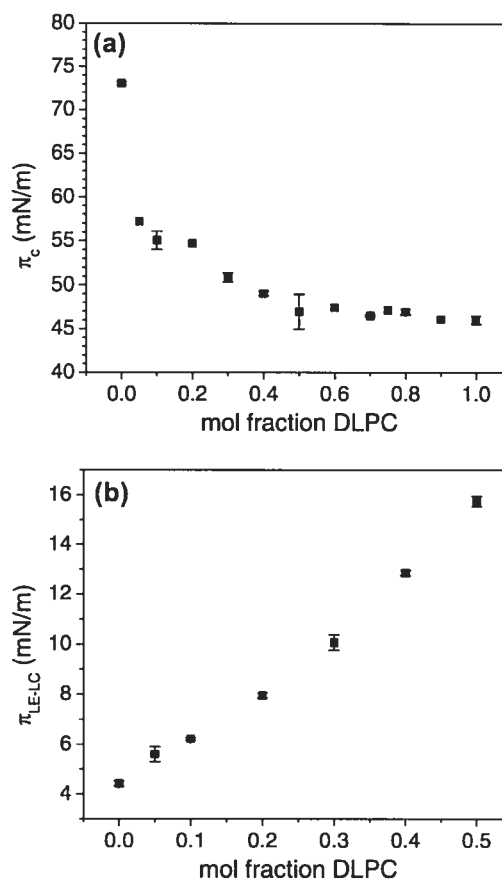 (a)
80
75
70
65
60
55
50
45
40
π_c (mN/m)
0.0 0.2 0.4 0.6 0.8 1.0
mol fraction DLPC
(b)
16
14
12
10
8
6
4
π_LE-LC (mN/m)
0.0 0.1 0.2 0.3 0.4 0.5
mol fraction DLPC